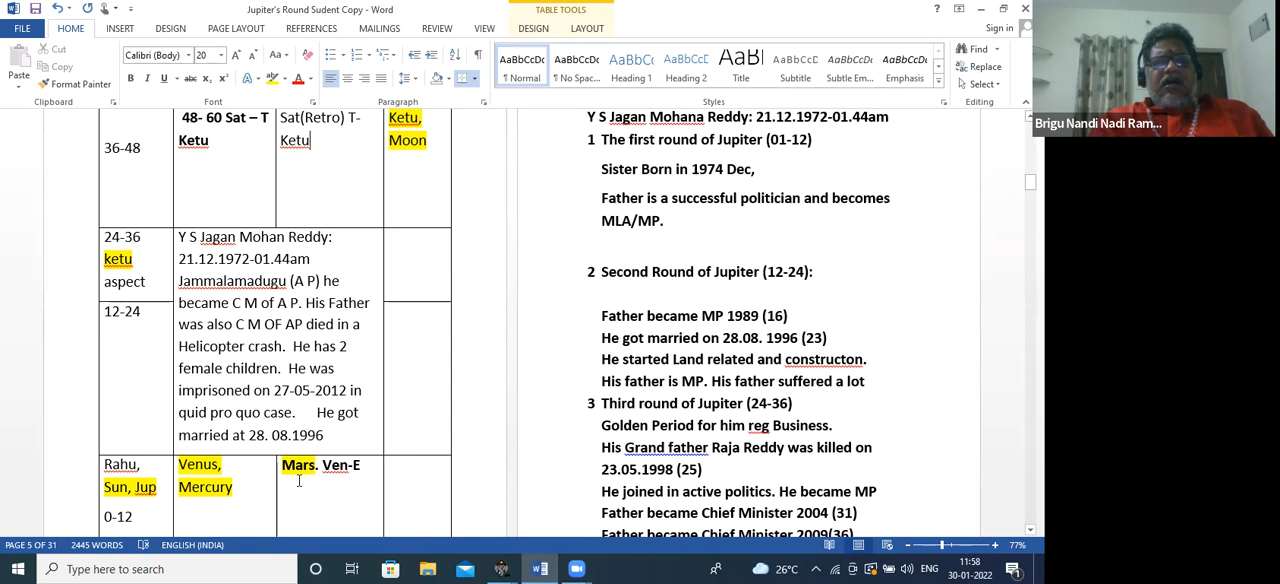 Jupiter's Round Sudent Copy - Word
TABLE TOOLS
Sign in
FILE HOME INSERT DESIGN PAGE LAYOUT REFERENCES MAILINGS REVIEW VIEW DESIGN LAYOUT
Paste
Cut
Copy
Format Painter
Calibri (Body) 20
AaBbCcDc AaBbCcDc AaBbCc AaBbCcC AaBl AaBbCcC AaBbCcDc AaBbCcDc
¶ Normal ¶ No Spac... Heading 1 Heading 2 Title Subtitle Subtle Em... Emphasis
Find
Replace
Select
Clipboard Font Paragraph Styles Editing
Brigu Nandi Nadi Ram...
48- 60 Sat – T
Ketu
Sat(Retro) T-
Ketu
Ketu,
Moon
36-48
24-36
ketu
aspect
12-24
Y S Jagan Mohan Reddy:
21.12.1972-01.44am
Jammalamadugu (A P) he
became C M of A P. His Father
was also C M OF AP died in a
Helicopter crash. He has 2
female children. He was
imprisoned on 27-05-2012 in
quid pro quo case. He got
married at 28. 08.1996
Rahu,
Sun, Jup
0-12
Venus,
Mercury
Mars. Ven-E
Y S Jagan Mohana Reddy: 21.12.1972-01.44am
1 The first round of Jupiter (01-12)
Sister Born in 1974 Dec,
Father is a successful politician and becomes
MLA/MP.
2 Second Round of Jupiter (12-24):
Father became MP 1989 (16)
He got married on 28.08. 1996 (23)
He started Land related and constructon.
His father is MP. His father suffered a lot
3 Third round of Jupiter (24-36)
Golden Period for him reg Business.
His Grand father Raja Reddy was killed on
23.05.1998 (25)
He joined in active politics. He became MP
Father became Chief Minister 2004 (31)
Father became Chief Minister 2009(36)
PAGE 5 OF 31 2445 WORDS ENGLISH (INDIA) 77%
Type here to search
26°C
ENG
11:58
30-01-2022
1